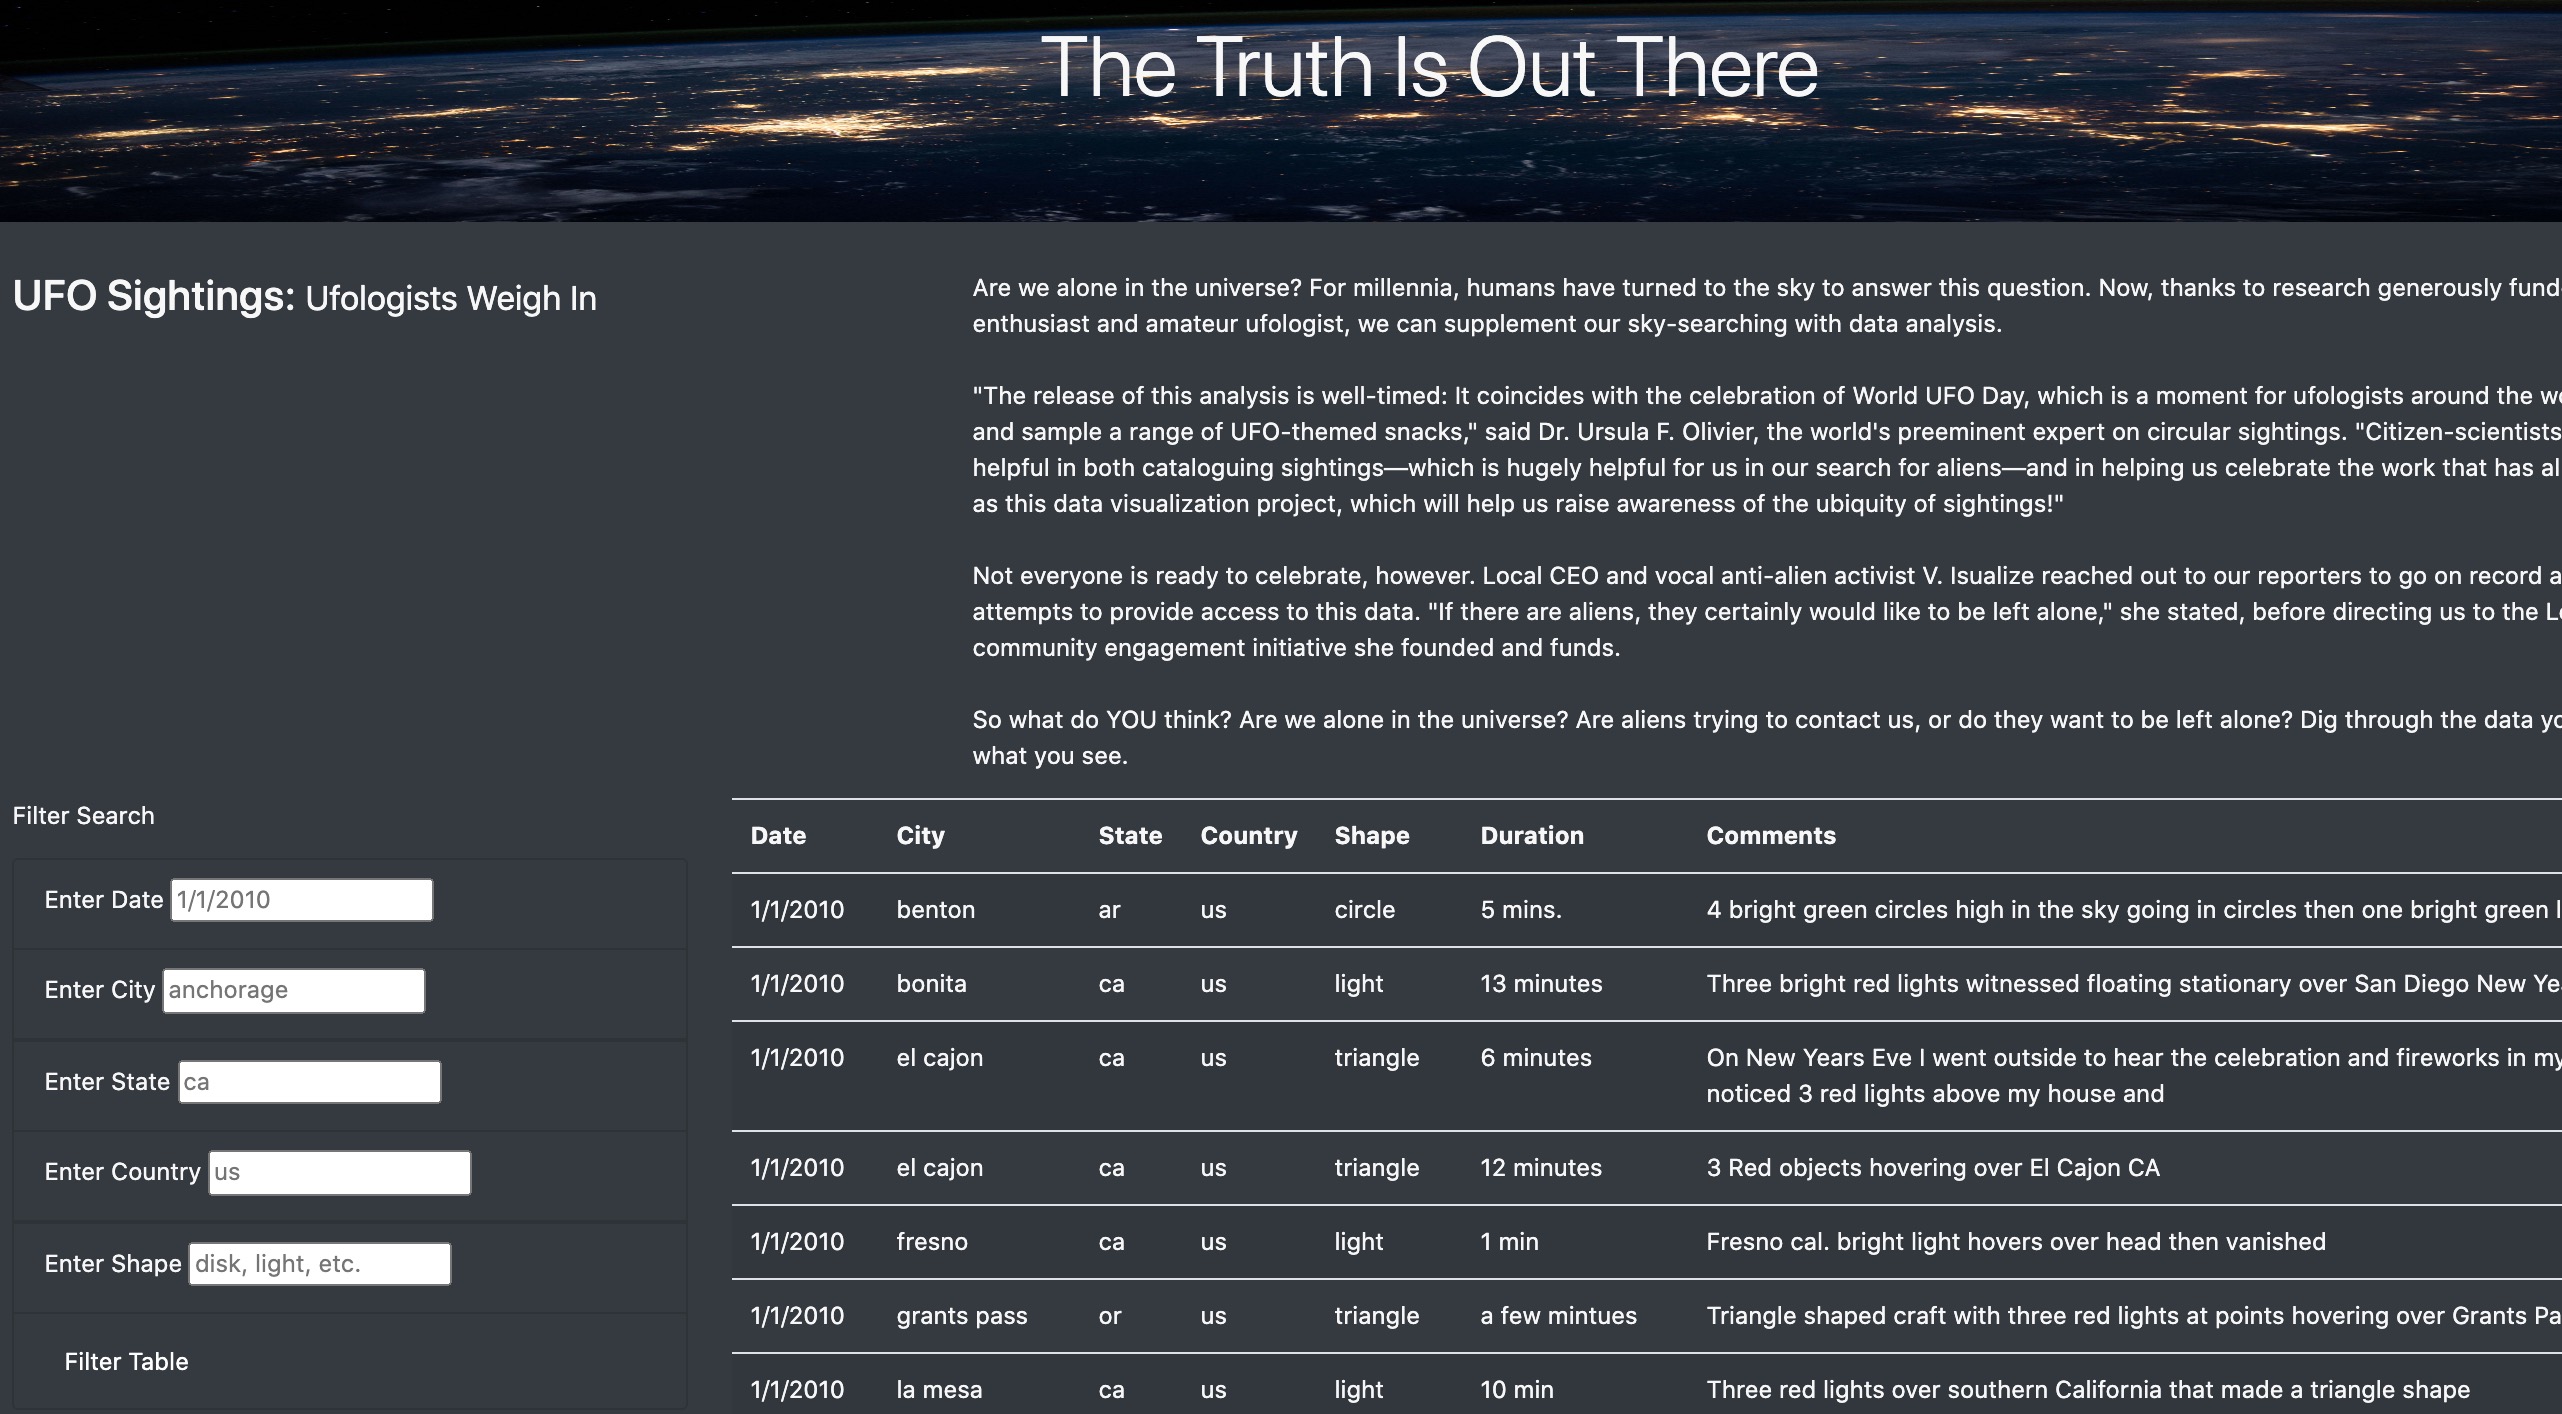 The Truth Is Out There
UFO Sightings: Ufologists Weigh In
Are we alone in the universe? For millennia, humans have turned to the sky to answer this question. Now, thanks to research generously
enthusiast and amateur ufologist, we can supplement our sky-searching with data analysis.
"The release of this analysis is well-timed: It coincides with the celebration of World UFO Day, which is a moment for ufologists around the
and sample a range of UFO-themed snacks," said Dr. Ursula F. Olivier, the world's preeminent expert on circular sightings. "Citizen-scientists
helpful in both cataloguing sightings—which is hugely helpful for us in our search for aliens—and in helping us celebrate the work that has
as this data visualization project, which will help us raise awareness of the ubiquity of sightings!"
Not everyone is ready to celebrate, however. Local CEO and vocal anti-alien activist V. Isualize reached out to our reporters to go on record
attempts to provide access to this data. "If there are aliens, they certainly would like to be left alone," she stated, before directing us to the
community engagement initiative she founded and funds.
So what do YOU think? Are we alone in the universe? Are aliens trying to contact us, or do they want to be left alone? Dig through the data
what you see.
Filter Search
Enter Date 1/1/2010
Enter City anchorage
Enter State ca
Enter Country us
Enter Shape disk, light, etc.
Filter Table
Date City State Country Shape Duration Comments
1/1/2010 benton ar us circle 5 mins. 4 bright green circles high in the sky going in circles then one bright green
1/1/2010 bonita ca us light 13 minutes Three bright red lights witnessed floating stationary over San Diego New
1/1/2010 el cajon ca us triangle 6 minutes On New Years Eve I went outside to hear the celebration and fireworks in my
noticed 3 red lights above my house and
1/1/2010 el cajon ca us triangle 12 minutes 3 Red objects hovering over El Cajon CA
1/1/2010 fresno ca us light 1 min Fresno cal. bright light hovers over head then vanished
1/1/2010 grants pass or us triangle a few mintues Triangle shaped craft with three red lights at points hovering over Grants
1/1/2010 la mesa ca us light 10 min Three red lights over southern California that made a triangle shape